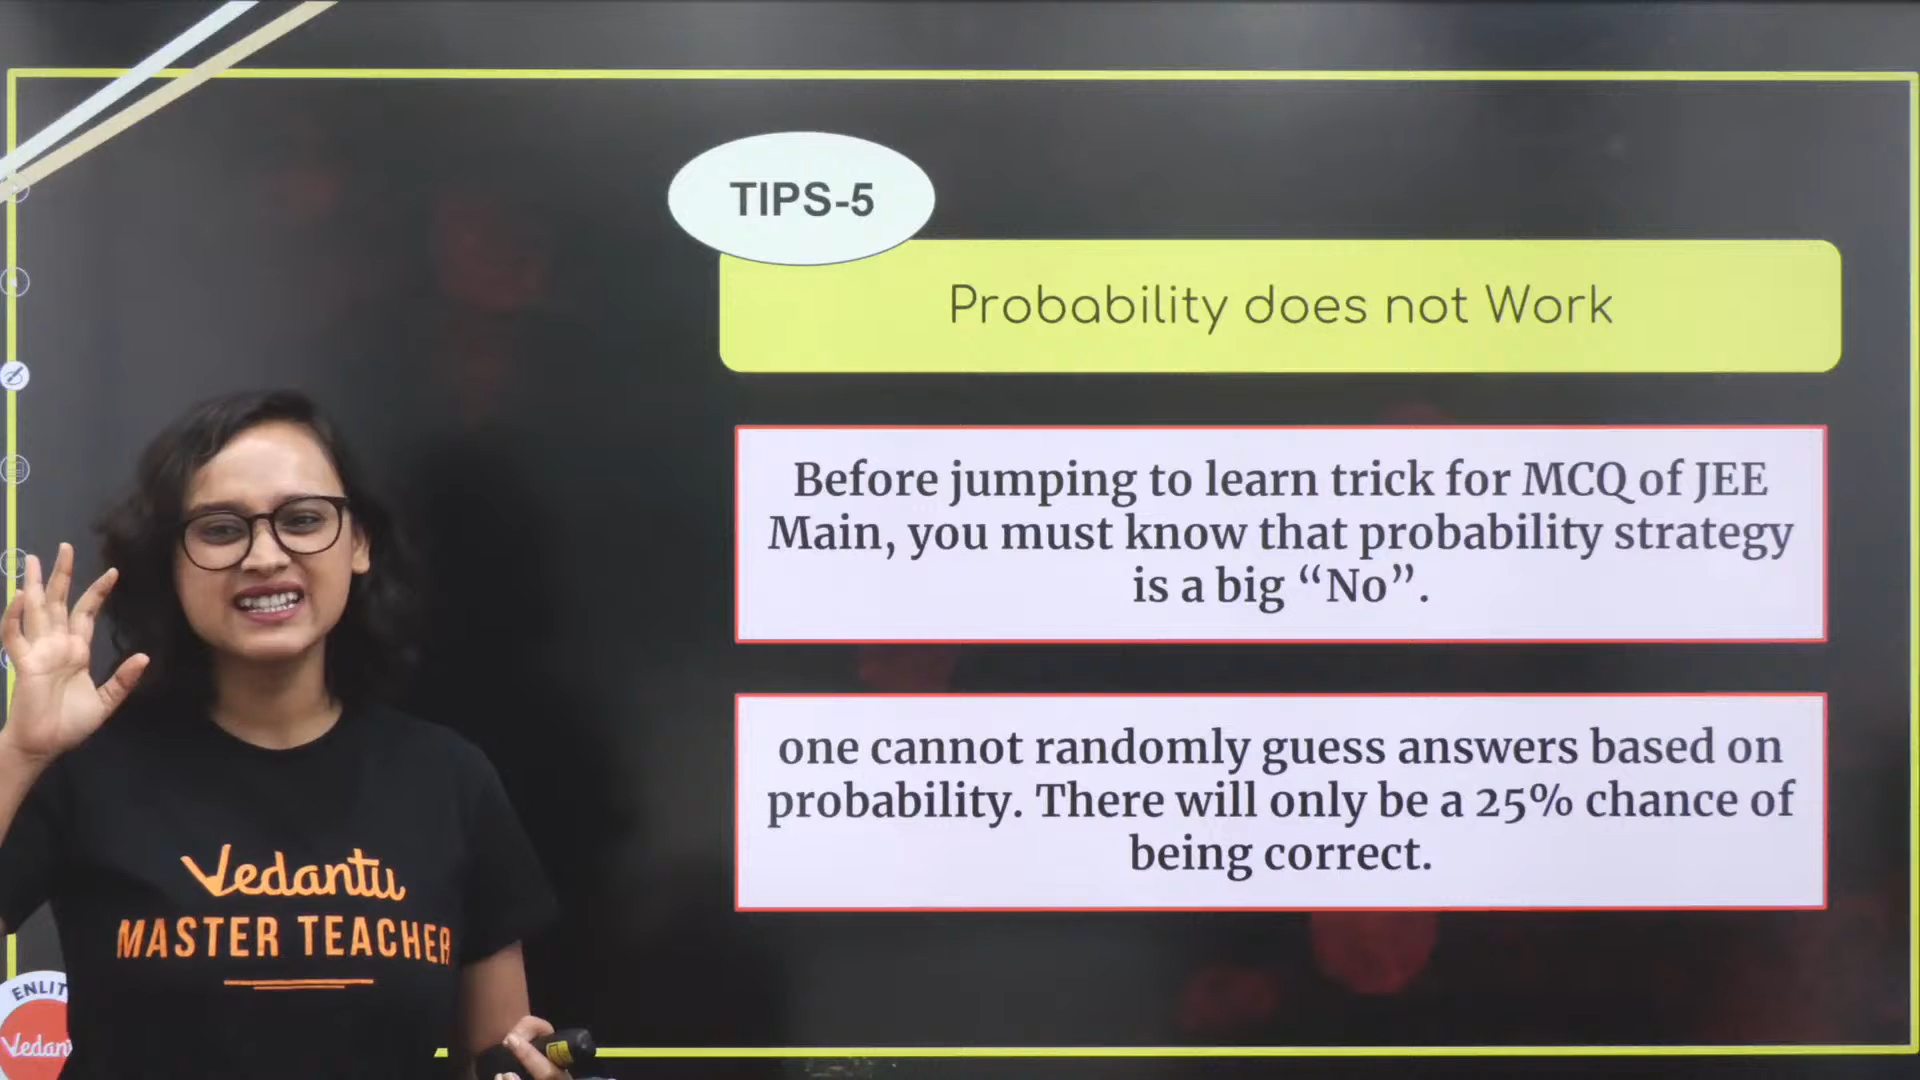 TIPS-5
Probability does not Work
Before jumping to learn trick for MCQ of JEE
Main, you must know that probability strategy
is a big “No”.
one cannot randomly guess answers based on
probability. There will only be a 25% chance of
being correct.
Vedantu
MASTER TEACHER
ENLIT
Vedant